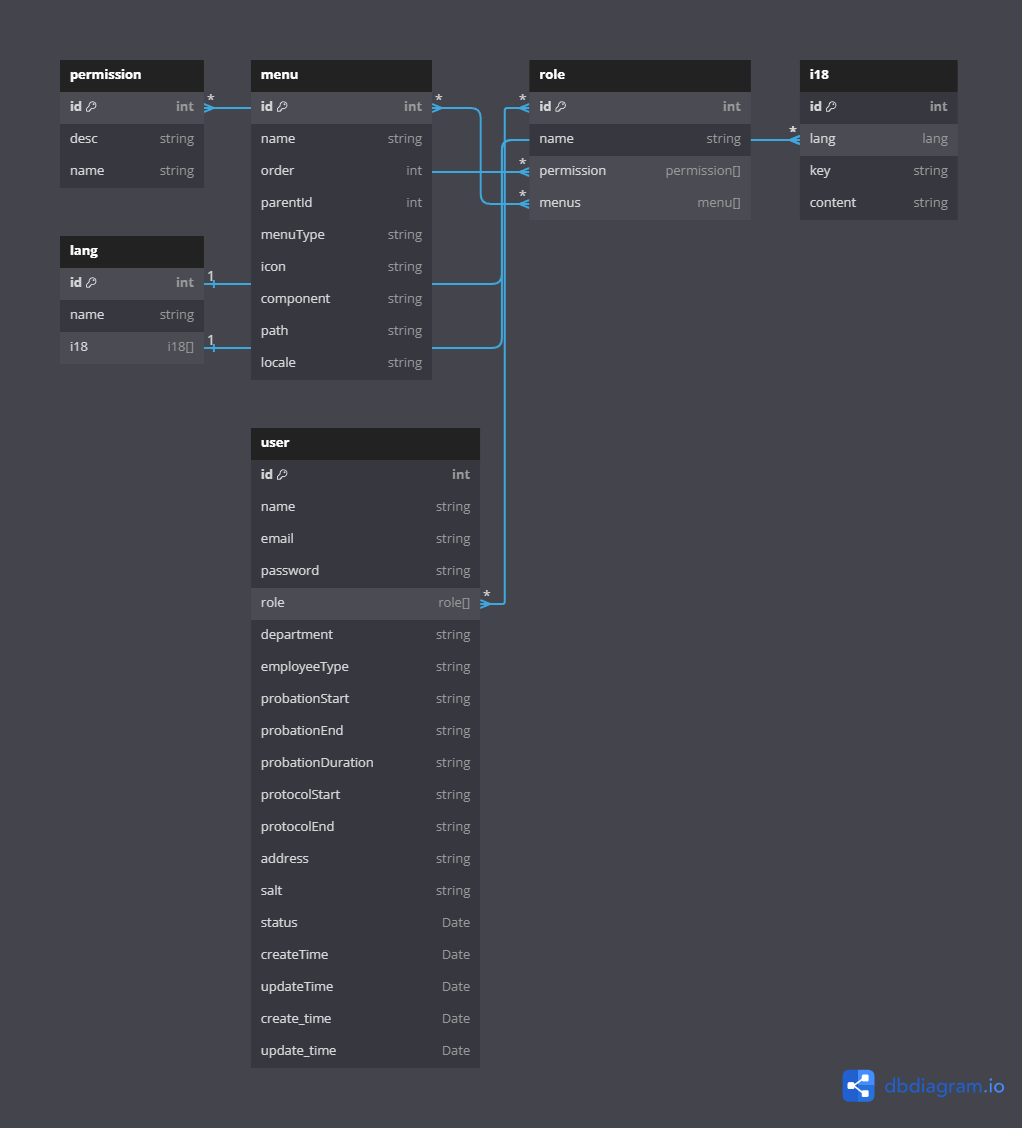 permission
id int
desc string
name string
menu
id int
name string
order int
parentId int
menuType string
icon string
component string
path string
locale string
role
id int
name string
permission permission[]
menus menu[]
i18
id int
lang lang
key string
content string
lang
id int
name string
i18 i18[]
user
id int
name string
email string
password string
role role[]
department string
employeeType string
probationStart string
probationEnd string
probationDuration string
protocolStart string
protocolEnd string
address string
salt string
status Date
createTime Date
updateTime Date
create_time Date
update_time Date
*
*
*
*
*
*
*
1
1
dbdiagram.io